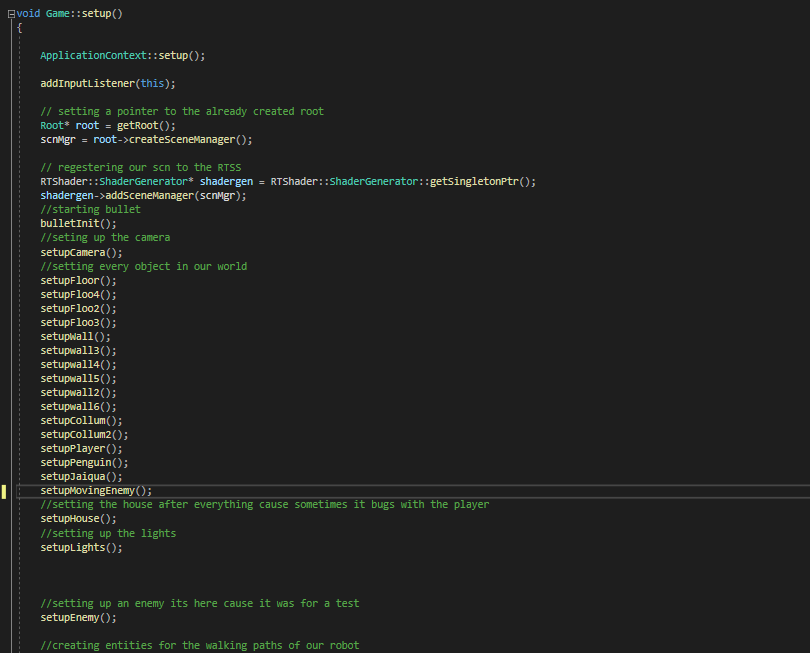 void Game::setup()
{
ApplicationContext::setup();
addInputListener(this);
// setting a pointer to the already created root
Root* root = getRoot();
scnMgr = root->createSceneManager();
// regestering our scn to the RTSS
RTShader::ShaderGenerator* shadergen = RTShader::ShaderGenerator::getSingletonPtr();
shadergen->addSceneManager(scnMgr);
//starting bullet
bulletInit();
//seting up the camera
setupCamera();
//setting every object in our world
setupFloor();
setupFloo4();
setupFloo2();
setupFloo3();
setupWall();
setupwall3();
setupwall4();
setupwall5();
setupwall2();
setupwall6();
setupCollum();
setupCollum2();
setupPlayer();
setupPenguin();
setupJaiqua();
setupMovingEnemy();
//setting the house after everything cause sometimes it bugs with the player
setupHouse();
//setting up the lights
setupLights();
//setting up an enemy its here cause it was for a test
setupEnemy();
//creating entities for the walking paths of our robot